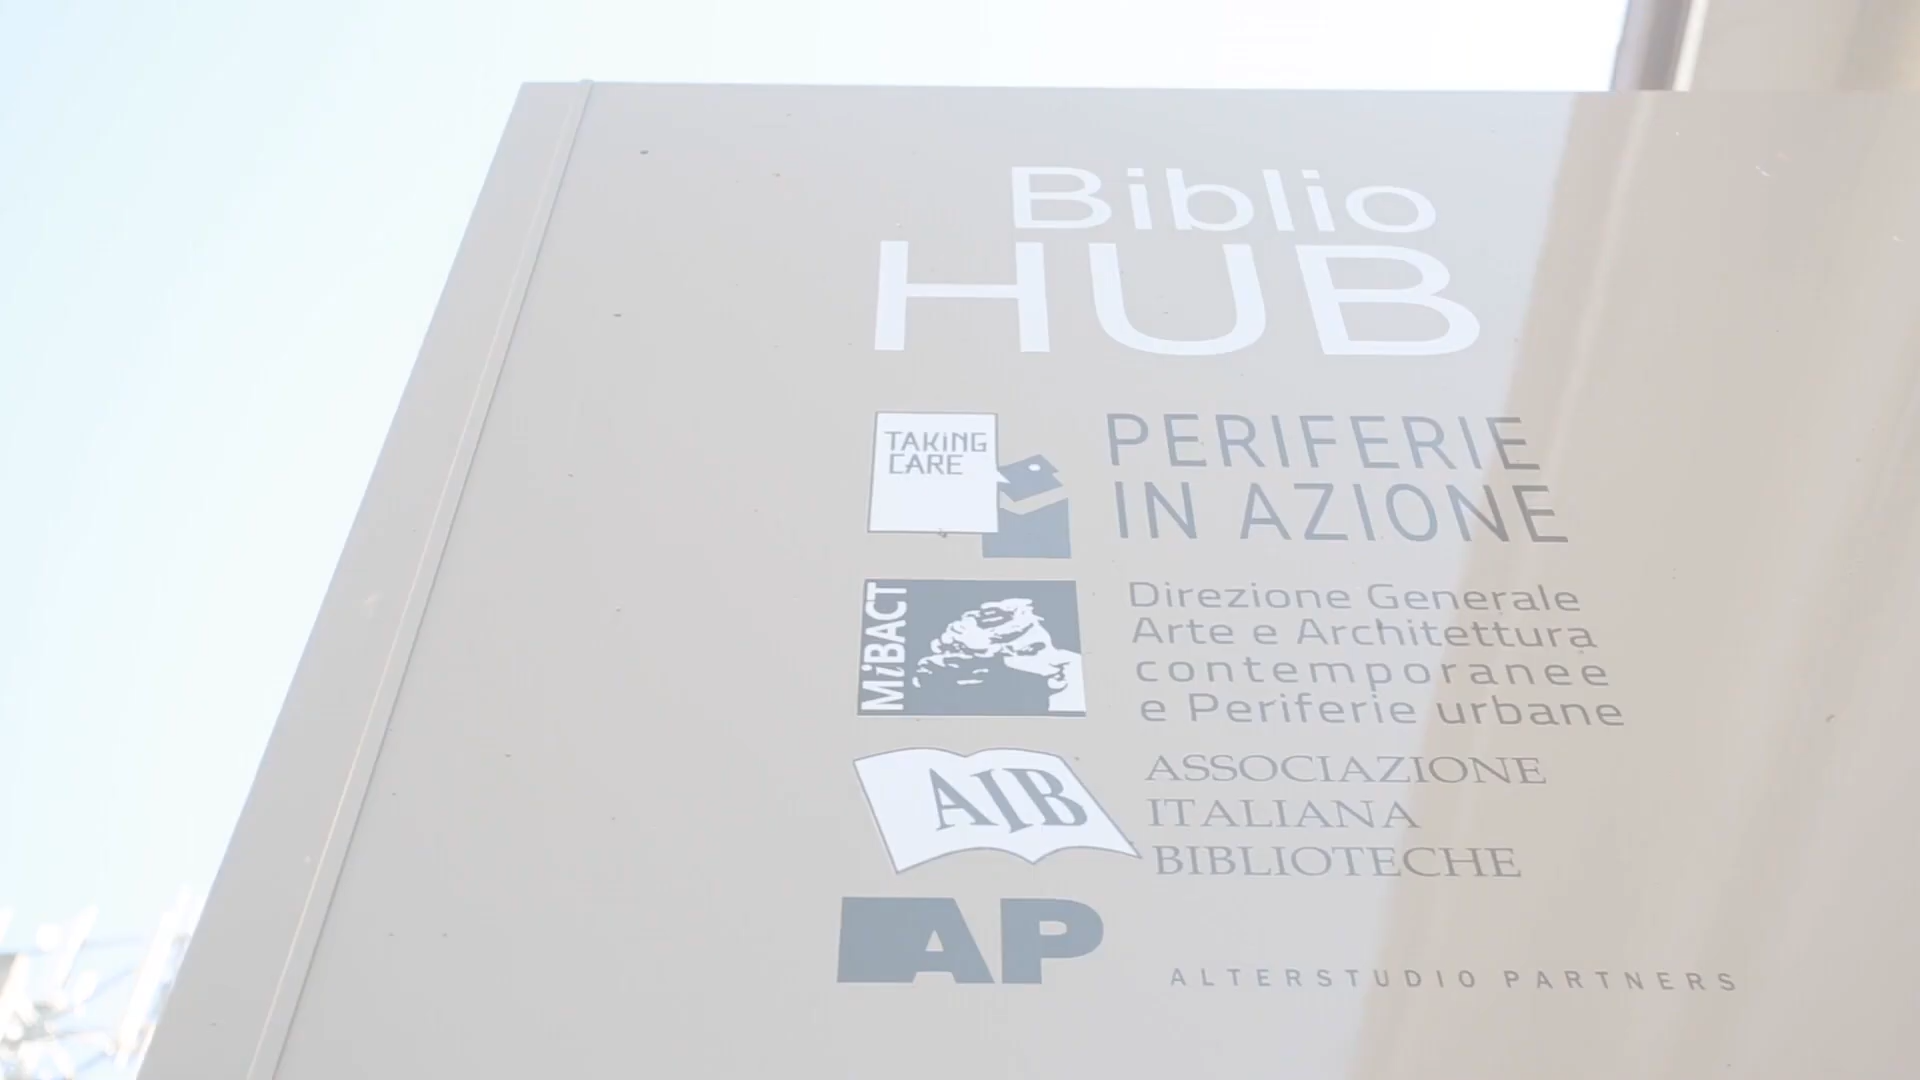 Biblio
HUB
TAKiNG
CARE
PERIFERIE
IN AZIONE
MiBACT
Direzione Generale
Arte e Architettura
contemporanee
e Periferie urbane
AIB
ASSOCIAZIONE
ITALIANA
BIBLIOTECHE
AP
ALTERSTUDIO PARTNERS